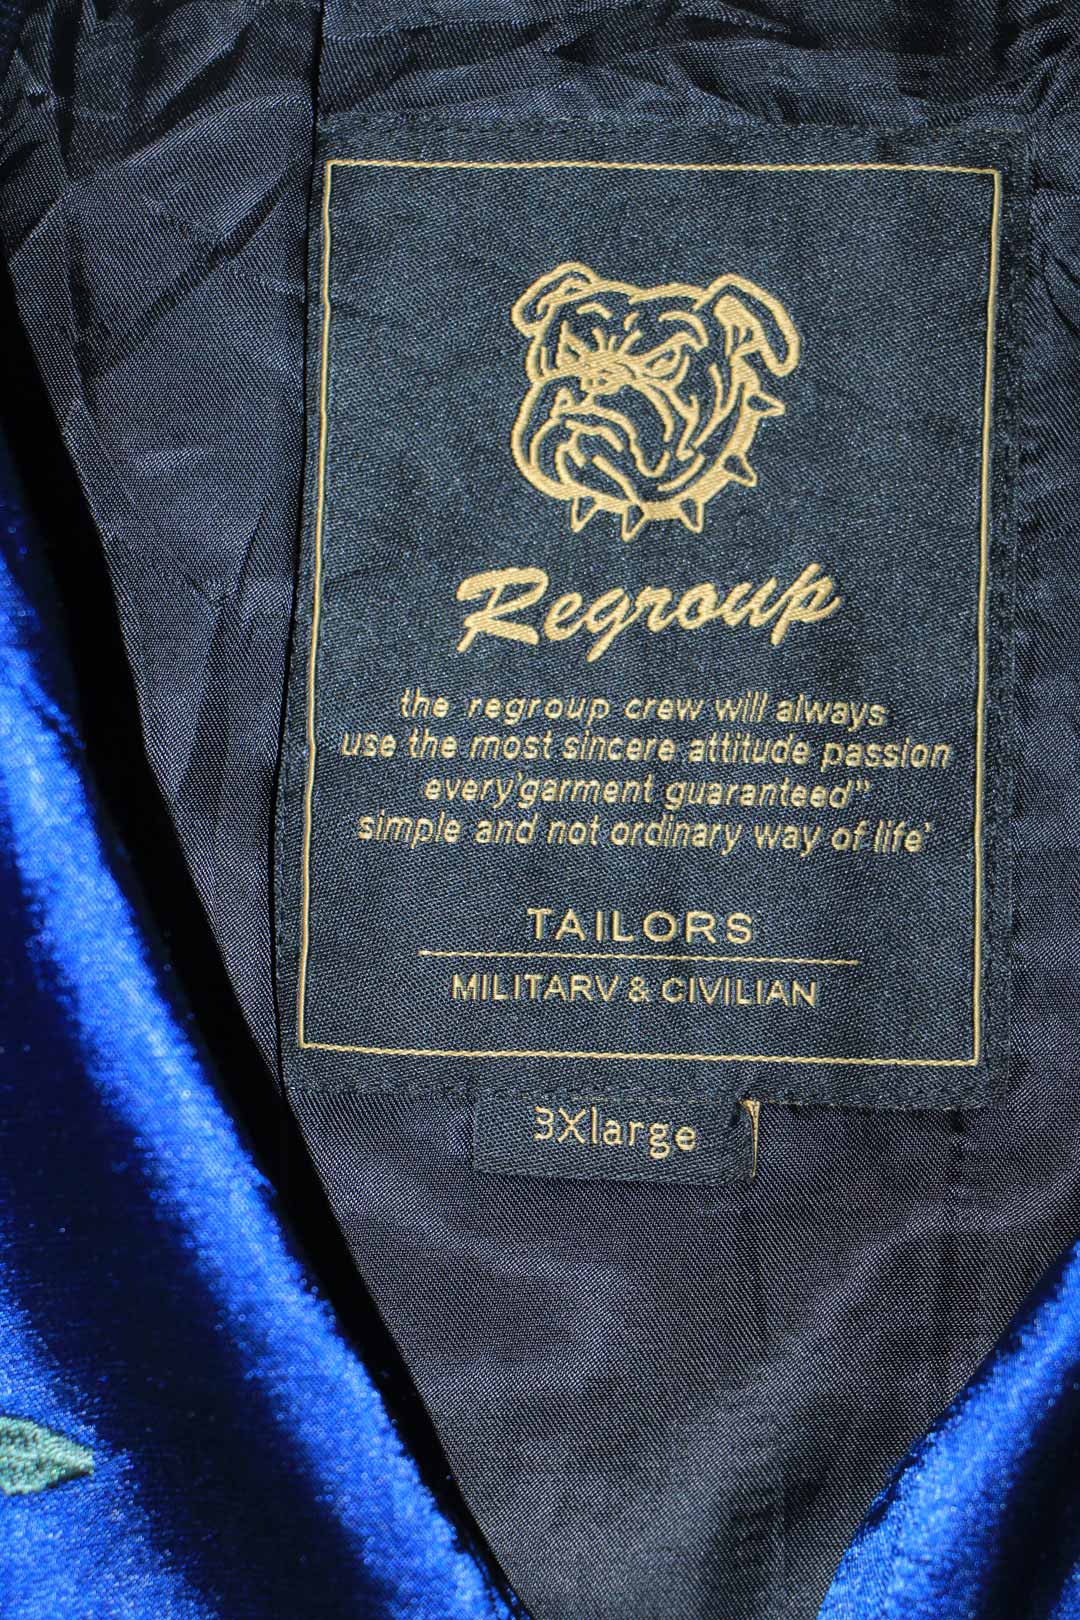 Regroup
the regroup crew will always
use the most sincere attitude passion
every'garment guaranteed"
simple and not ordinary way of life'
TAILORS
MILITARV & CIVILIAN
3Xlarge